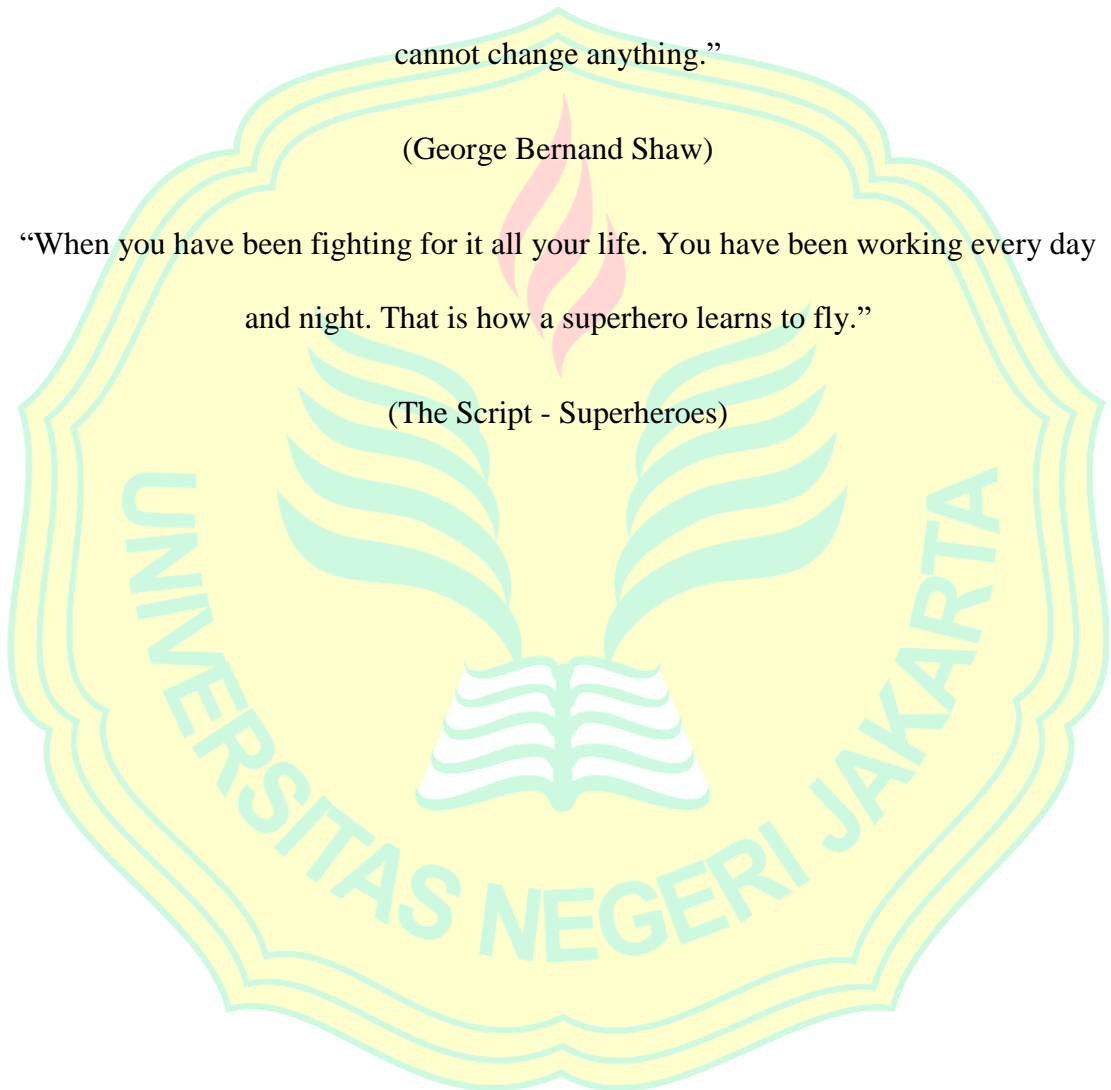 cannot change anything.”
(George Bernand Shaw)
“When you have been fighting for it all your life. You have been working every day
and night. That is how a superhero learns to fly.”
(The Script - Superheroes)
UNIVERSITAS NEGERI JAKARTA